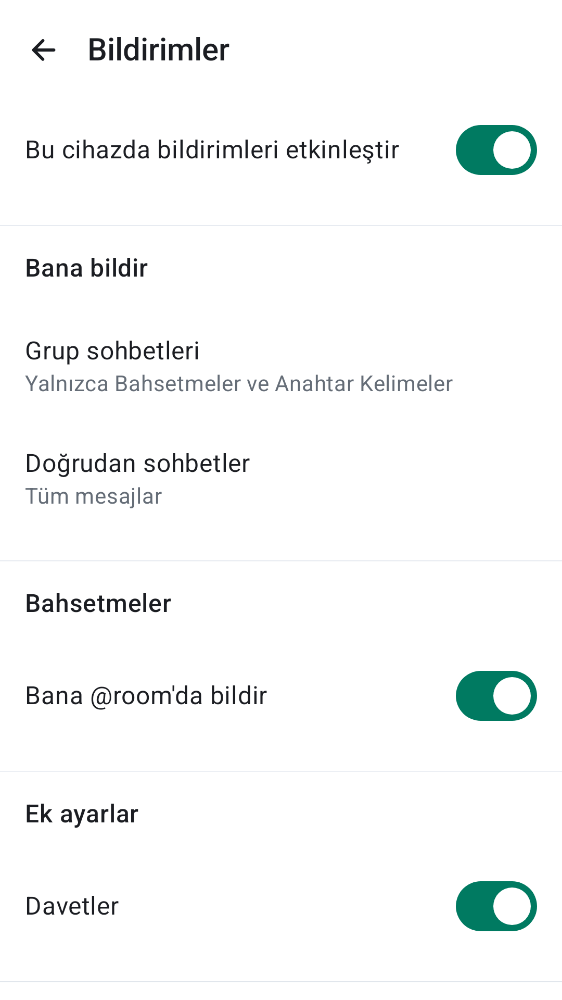 Bildirimler
Bu cihazda bildirimleri etkinleştir
Bana bildir
Grup sohbetleri
Yalnızca Bahsetmeler ve Anahtar Kelimeler
Doğrudan sohbetler
Tüm mesajlar
Bahsetmeler
Bana @room'da bildir
Ek ayarlar
Davetler